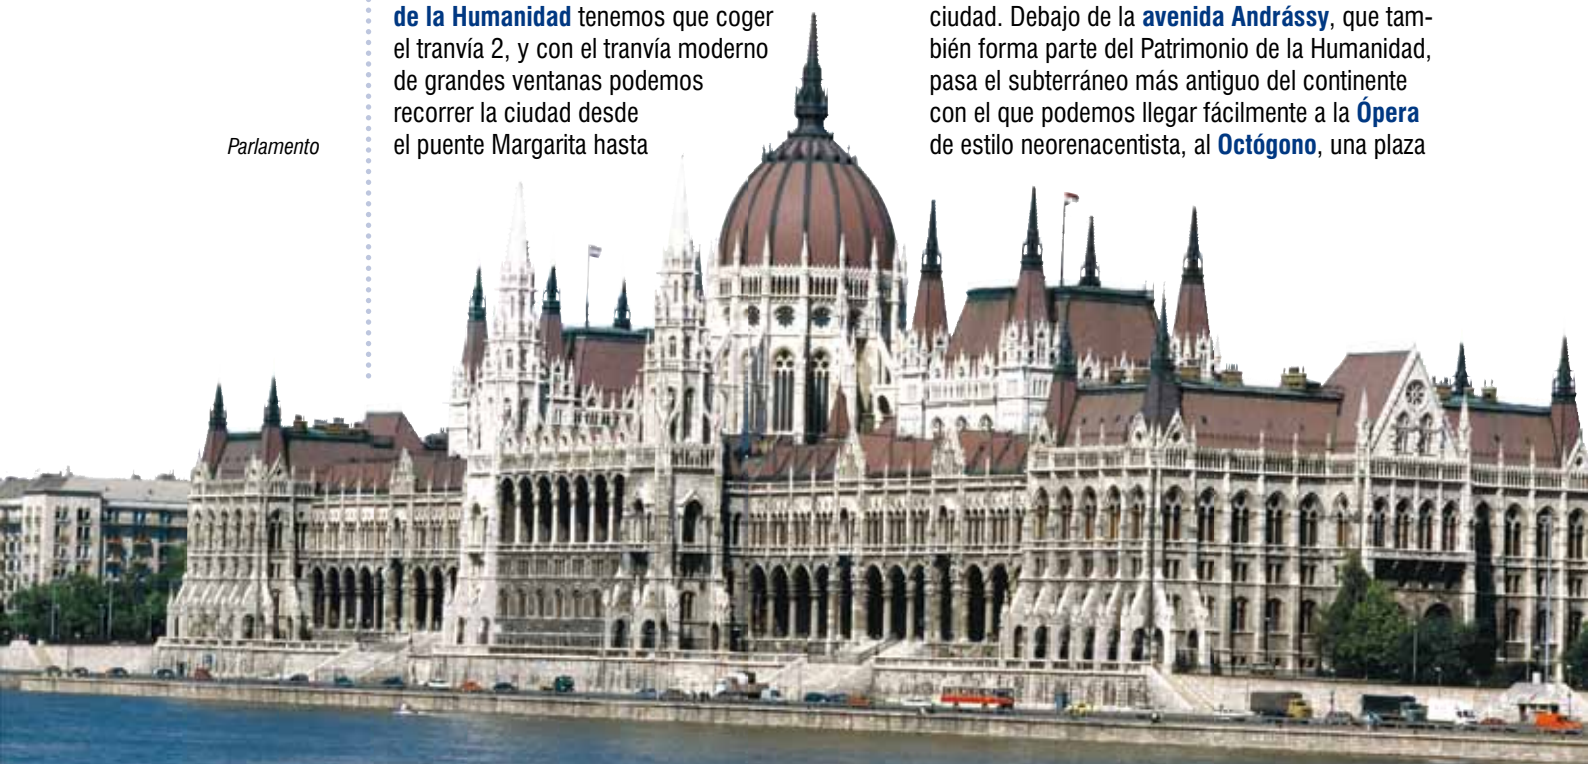 de la Humanidad tenemos que coger
el tranvía 2, y con el tranvía moderno
de grandes ventanas podemos
recorrer la ciudad desde
el puente Margarita hasta
Parlamento
ciudad. Debajo de la avenida Andrássy, que tam-
bién forma parte del Patrimonio de la Humanidad,
pasa el subterráneo más antiguo del continente
con el que podemos llegar fácilmente a la Ópera
de estilo neorenacentista, al Octógono, una plaza